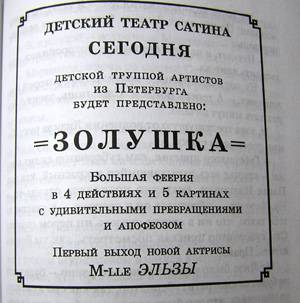 ДЕТСКИЙ ТЕАТР САТИНА
СЕГОДНЯ
ДЕТСКОЙ ТРУППОЙ АРТИСТОВ
ИЗ ПЕТЕРБУРГА
БУДЕТ ПРЕДСТАВЛЕНО:
=ЗОЛУШКА=
БОЛЬШАЯ ФЕЕРИЯ
В 4 ДЕЙСТВИЯХ И 5 КАРТИНАХ
С УДИВИТЕЛЬНЫМИ ПРЕВРАЩЕНИЯМИ
И АПОФЕОЗОМ
ПЕРВЫЙ ВЫХОД НОВОЙ АКТРИСЫ
M-LLE ЭЛЬЗЫ